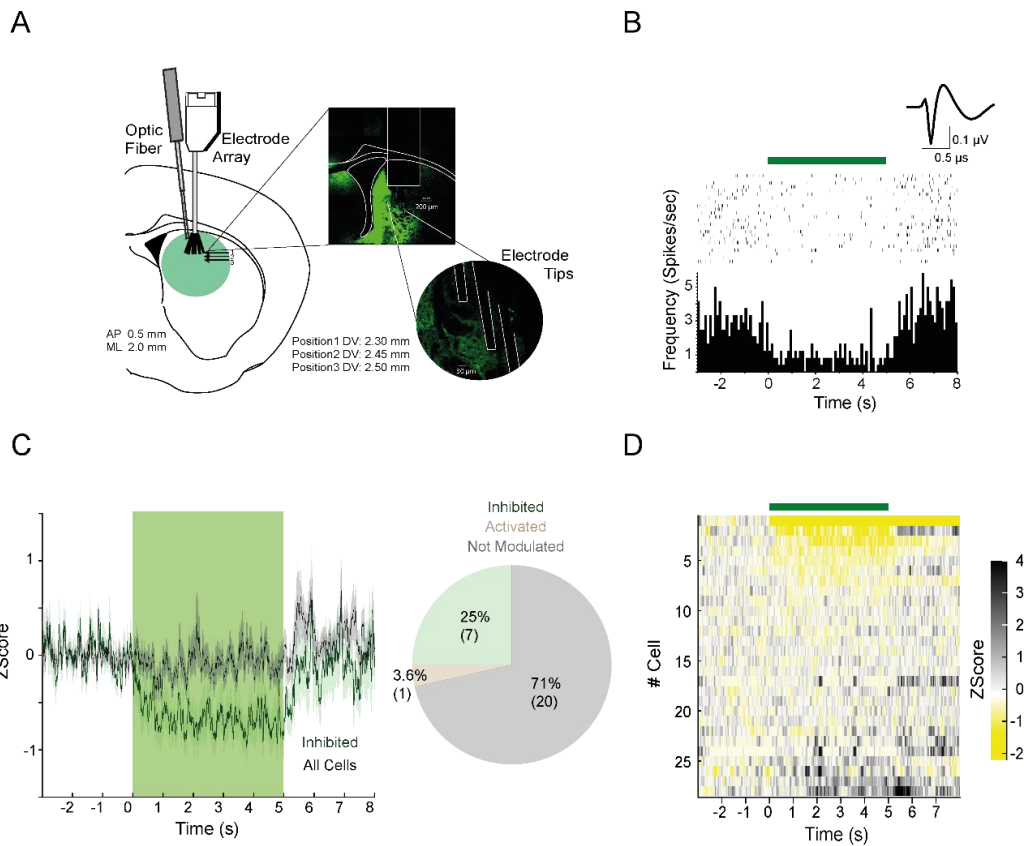 A
Optic
Fiber
Electrode
Array
200 µm
Electrode
Tips
AP 0.5 mm
ML 2.0 mm
Position1 DV: 2.30 mm
Position2 DV: 2.45 mm
Position3 DV: 2.50 mm
B
0.1 µV
0.5 µs
Frequency (Spikes/sec)
5
3
1
-2 0 2 4 6 8
Time (s)
C
ZScore
1
0
-1
Inhibited
All Cells
-2 -1 0 1 2 3 4 5 6 7 8
Time (s)
Inhibited
Activated
Not Modulated
25%
(7)
3.6%
(1)
71%
(20)
D
# Cell
5
10
15
20
25
-2 -1 0 1 2 3 4 5 6 7
Time (s)
4
3
2
1
0
-1
-2
ZScore